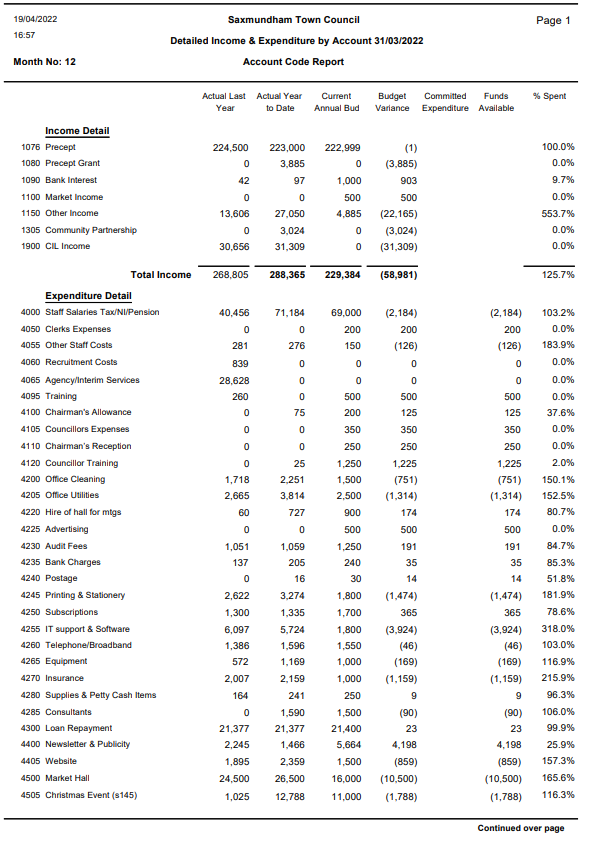 19/04/2022 Saxmundham Town Council Page 1
16:57 Detailed Income & Expenditure by Account 31/03/2022
Month No: 12 Account Code Report
Actual Last Year Actual Year to Date Current Annual Bud Budget Variance Committed Expenditure Funds Available % Spent
Income Detail
1076 Precept 224,500 223,000 222,999 (1) 100.0%
1080 Precept Grant 0 3,885 0 (3,885) 0.0%
1090 Bank Interest 42 97 1,000 903 9.7%
1100 Market Income 0 0 500 500 0.0%
1150 Other Income 13,606 27,050 4,885 (22,165) 553.7%
1305 Community Partnership 0 3,024 0 (3,024) 0.0%
1900 CIL Income 30,656 31,309 0 (31,309) 0.0%
Total Income 268,805 288,365 229,384 (58,981) 125.7%
Expenditure Detail
4000 Staff Salaries Tax/NI/Pension 40,456 71,184 69,000 (2,184) (2,184) 103.2%
4050 Clerks Expenses 0 0 200 200 200 0.0%
4055 Other Staff Costs 281 276 150 (126) (126) 183.9%
4060 Recruitment Costs 839 0 0 0 0 0.0%
4065 Agency/Interim Services 28,628 0 0 0 0 0.0%
4095 Training 260 0 500 500 500 0.0%
4100 Chairman's Allowance 0 75 200 125 125 37.6%
4105 Councillors Expenses 0 0 350 350 350 0.0%
4110 Chairman's Reception 0 0 250 250 250 0.0%
4120 Councillor Training 0 25 1,250 1,225 1,225 2.0%
4200 Office Cleaning 1,718 2,251 1,500 (751) (751) 150.1%
4205 Office Utilities 2,665 3,814 2,500 (1,314) (1,314) 152.5%
4220 Hire of hall for mtgs 60 727 900 174 174 80.7%
4225 Advertising 0 0 500 500 500 0.0%
4230 Audit Fees 1,051 1,059 1,250 191 191 84.7%
4235 Bank Charges 137 205 240 35 35 85.3%
4240 Postage 0 16 30 14 14 51.8%
4245 Printing & Stationery 2,622 3,274 1,800 (1,474) (1,474) 181.9%
4250 Subscriptions 1,300 1,335 1,700 365 365 78.6%
4255 IT support & Software 6,097 5,724 1,800 (3,924) (3,924) 318.0%
4260 Telephone/Broadband 1,386 1,596 1,550 (46) (46) 103.0%
4265 Equipment 572 1,169 1,000 (169) (169) 116.9%
4270 Insurance 2,007 2,159 1,000 (1,159) (1,159) 215.9%
4280 Supplies & Petty Cash Items 164 241 250 9 9 96.3%
4285 Consultants 0 1,590 1,500 (90) (90) 106.0%
4300 Loan Repayment 21,377 21,377 21,400 23 23 99.9%
4400 Newsletter & Publicity 2,245 1,466 5,664 4,198 4,198 25.9%
4405 Website 1,895 2,359 1,500 (859) (859) 157.3%
4500 Market Hall 24,500 26,500 16,000 (10,500) (10,500) 165.6%
4505 Christmas Event (s145) 1,025 12,788 11,000 (1,788) (1,788) 116.3%
Continued over page